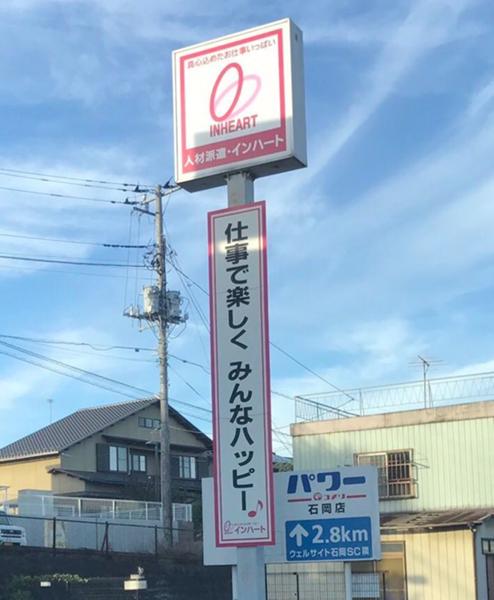 真心込めたお仕事いっぱい
INHEART
人材派遣・インハート
仕事で楽しく みんなハッピー♪
インハート
パワー
コメリ
石岡店
↑2.8km
ウェルサイト石岡SC隣